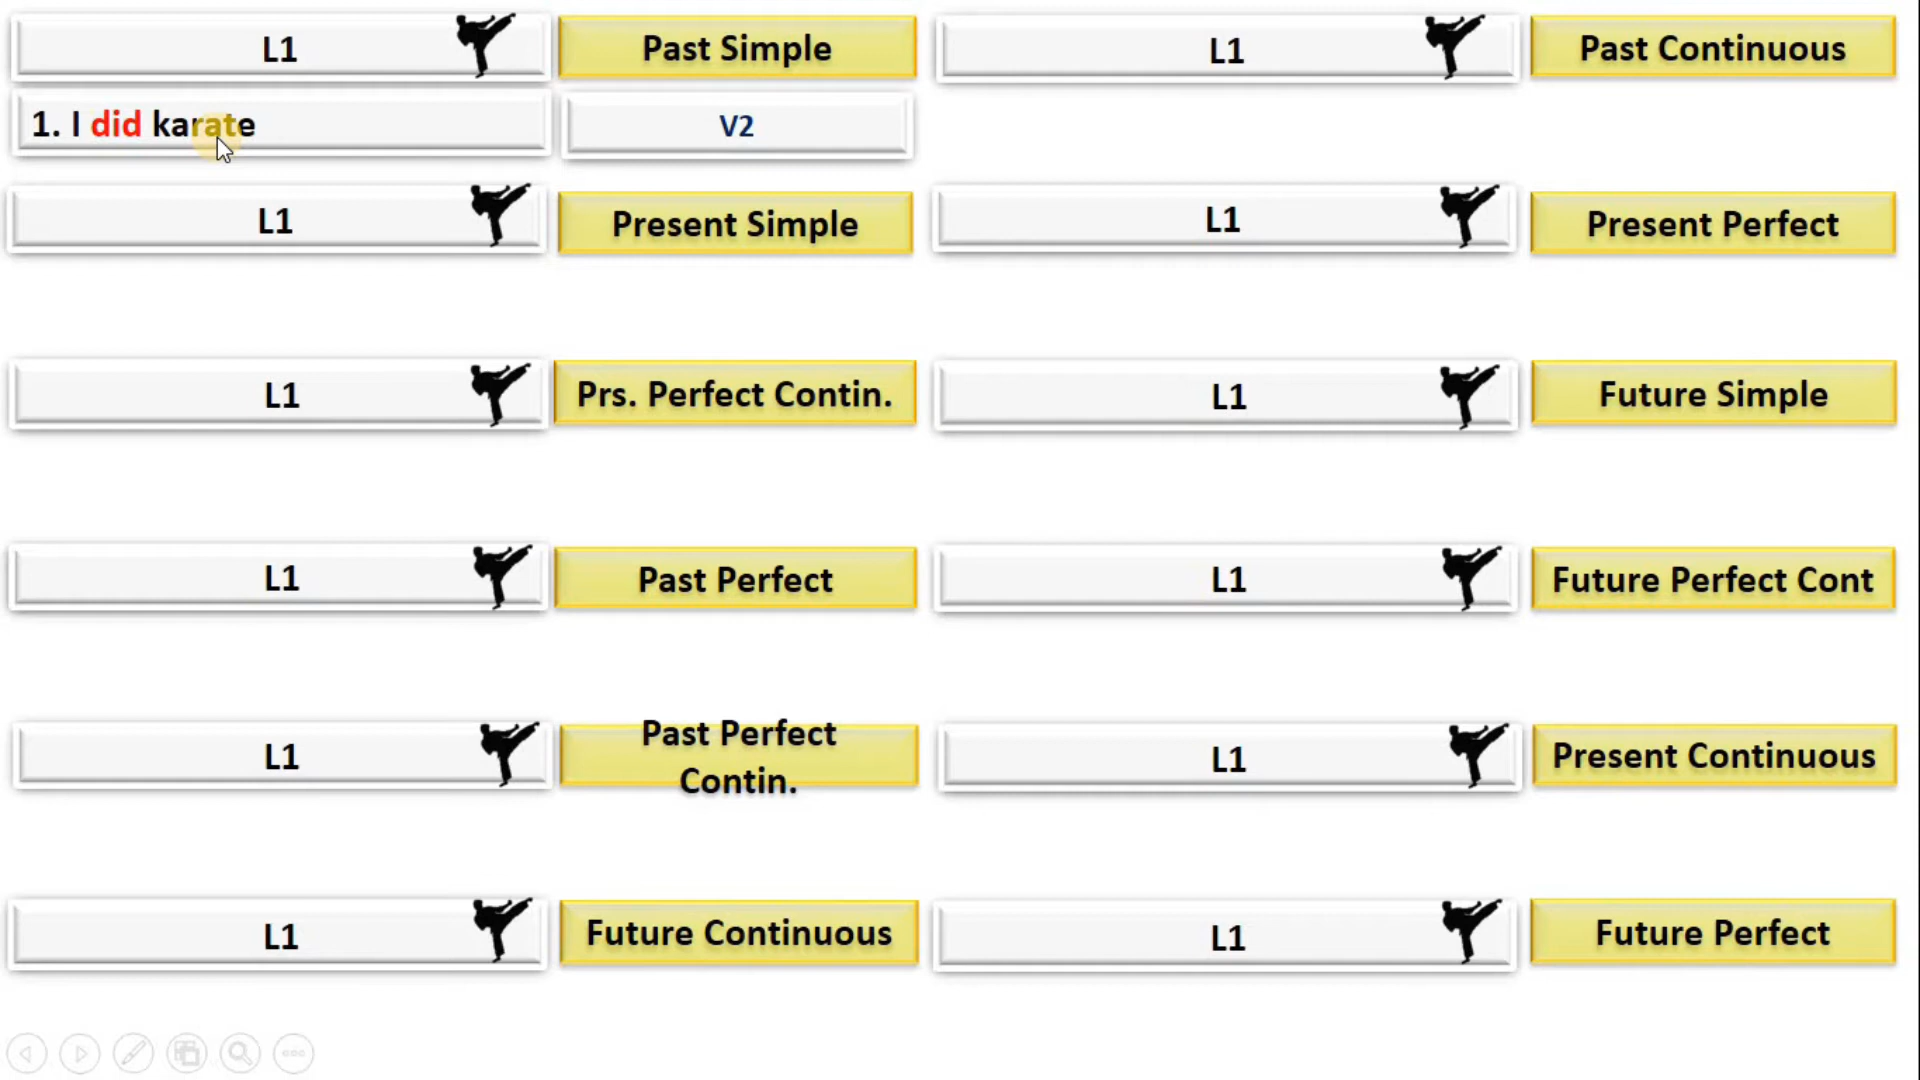 L1
Past Simple
L1
Past Continuous
1. I did karate
V2
L1
Present Simple
L1
Present Perfect
L1
Prs. Perfect Contin.
L1
Future Simple
L1
Past Perfect
L1
Future Perfect Cont
L1
Past Perfect
Contin.
L1
Present Continuous
L1
Future Continuous
L1
Future Perfect